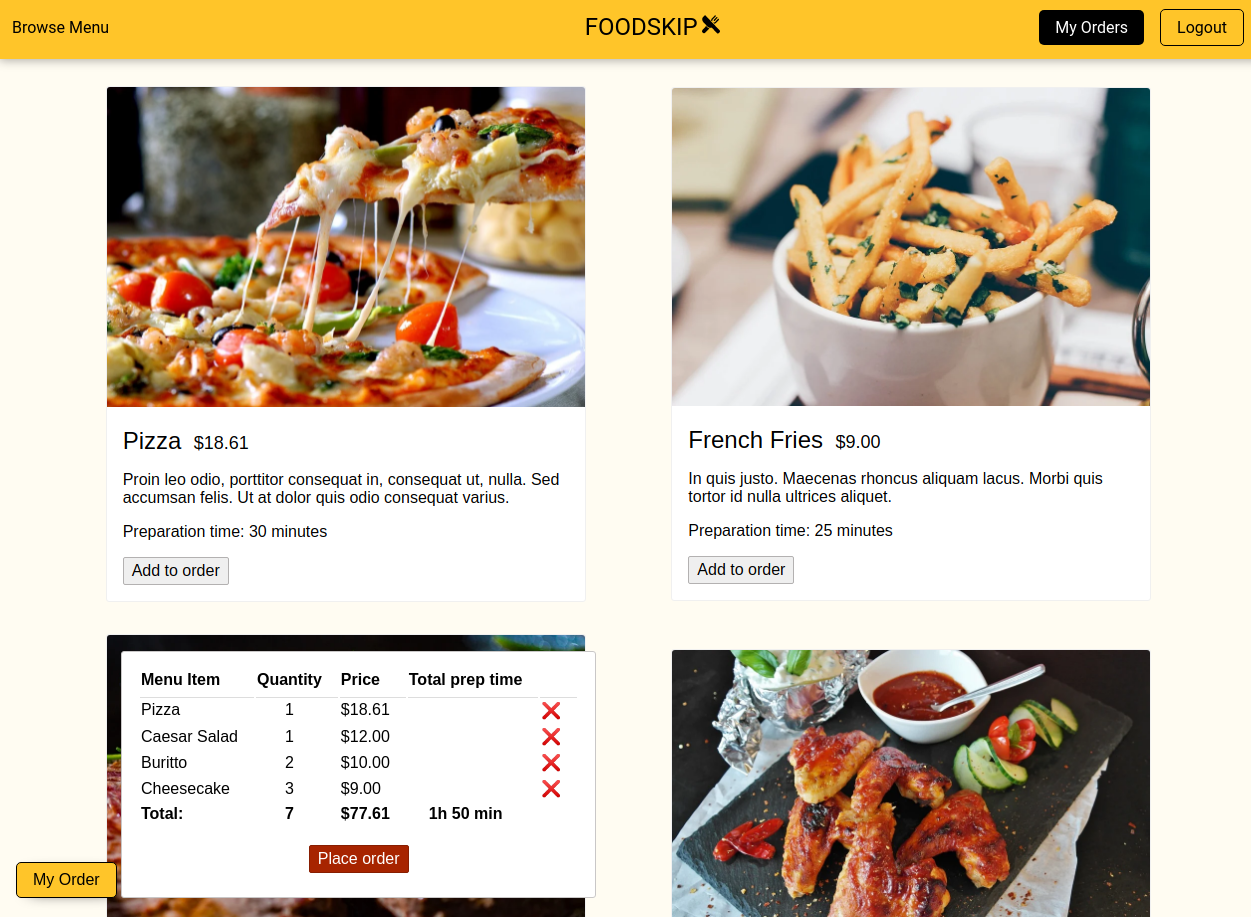 Browse Menu
FOODSKIP
My Orders
Logout
Pizza $18.61
Proin leo odio, porttitor consequat in, consequat ut, nulla. Sed
accumsan felis. Ut at dolor quis odio consequat varius.
Preparation time: 30 minutes
Add to order
French Fries $9.00
In quis justo. Maecenas rhoncus aliquam lacus. Morbi quis
tortor id nulla ultrices aliquet.
Preparation time: 25 minutes
Add to order
Menu Item Quantity Price Total prep time
Pizza 1 $18.61
Caesar Salad 1 $12.00
Buritto 2 $10.00
Cheesecake 3 $9.00
Total: 7 $77.61 1h 50 min
Place order
My Order